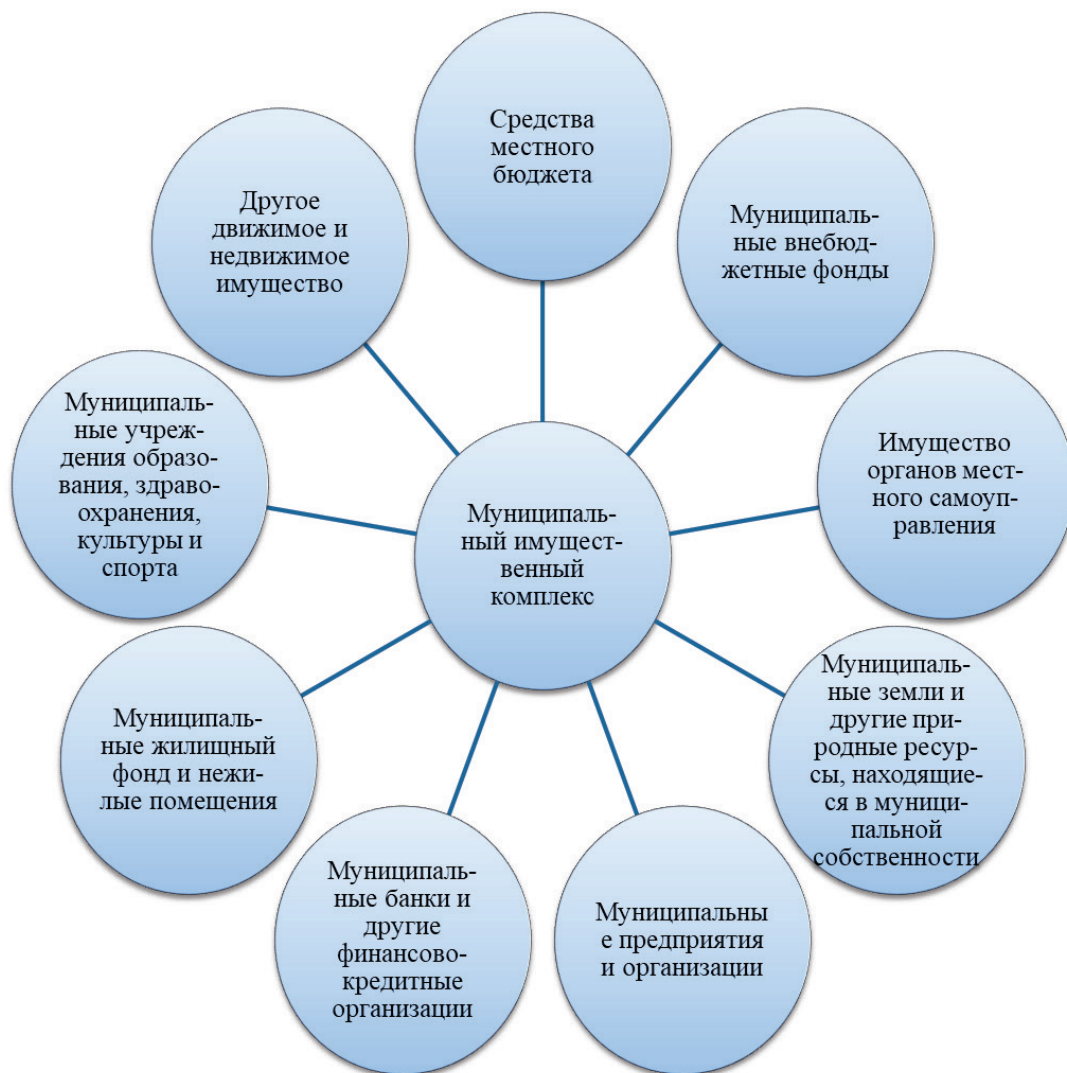 Средства
местного
бюджета
Муниципаль-
ные внебюд-
жетные фонды
Имущество
органов мест-
ного самоуп-
равления
Муниципаль-
ные земли и
другие при-
родные ресур-
сы, находящие-
ся в муници-
пальной
собственности
Муниципальны
е предприятия
и организации
Муниципаль-
ные банки и
другие
финансово-
кредитные
организации
Муниципаль-
ные жилищный
фонд и нежи-
лые помещения
Муниципаль-
ные учреж-
дения образо-
вания, здраво-
охранения,
культуры и
спорта
Другое
движимое и
недвижимое
имущество
Муниципаль-
ный имущест-
венный
комплекс